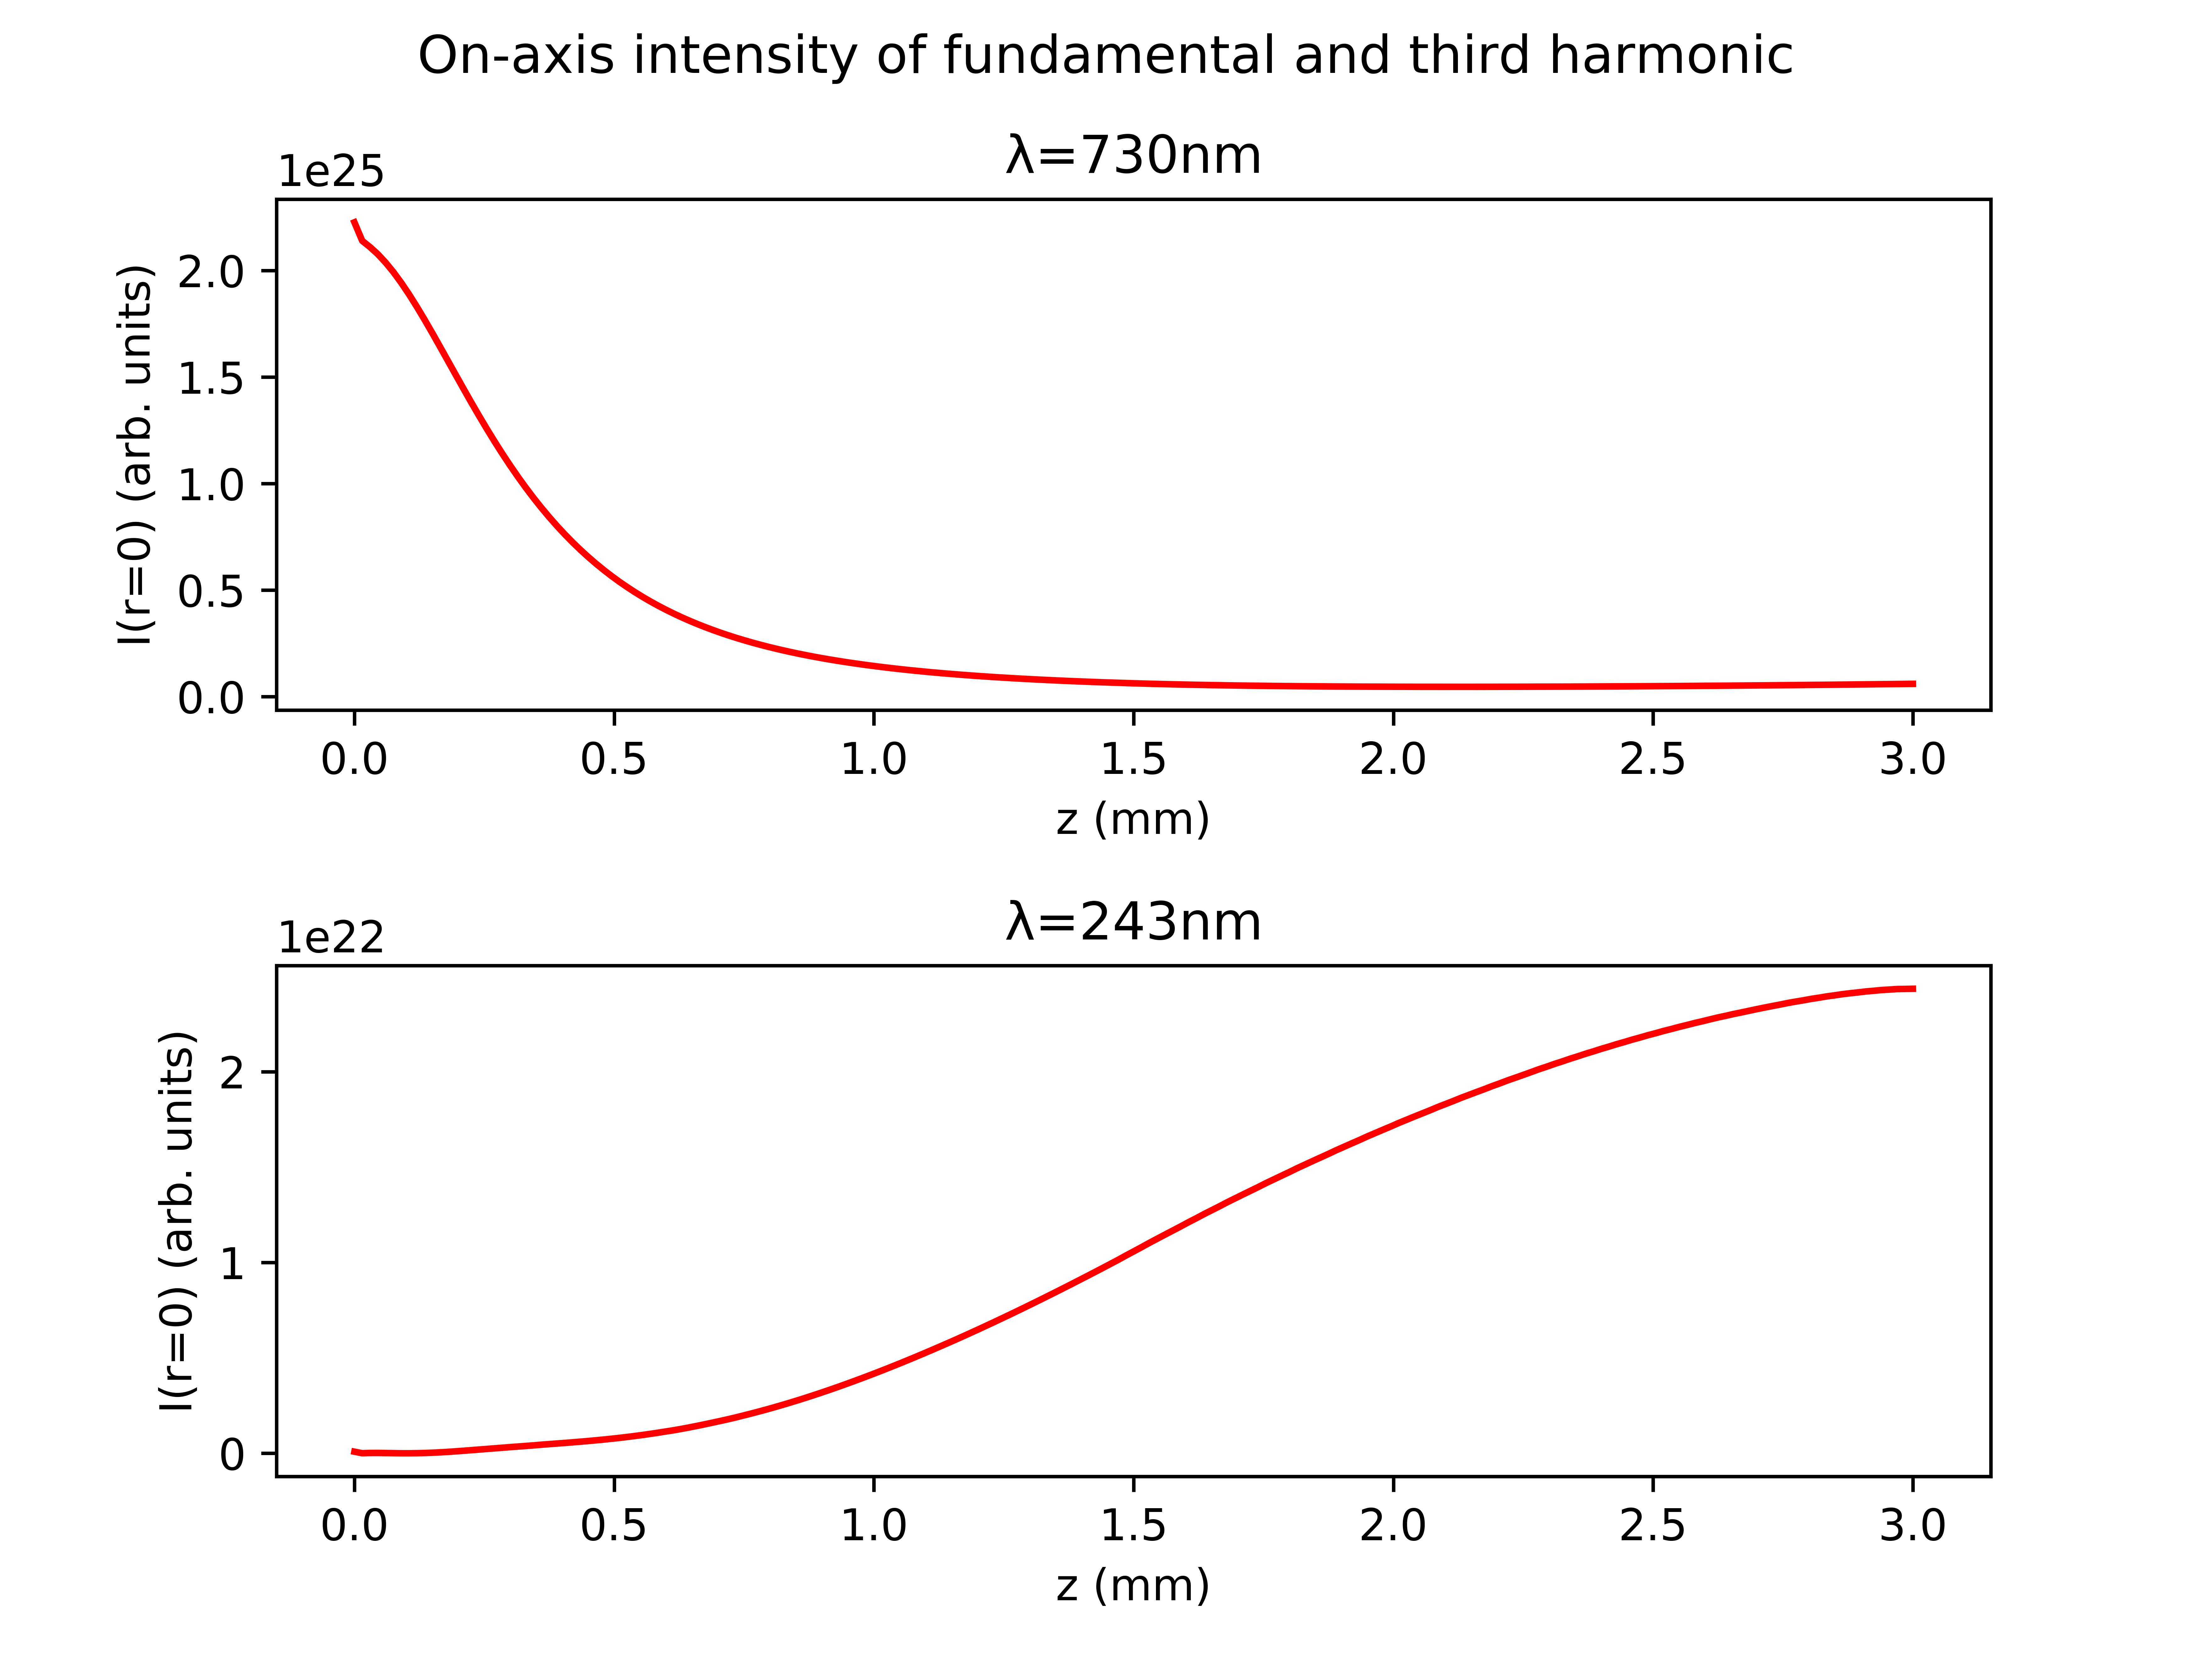 On-axis intensity of fundamental and third harmonic
λ=730nm
1e25
I(r=0) (arb. units)
2.0
1.5
1.0
0.5
0.0
0.0 0.5 1.0 1.5 2.0 2.5 3.0
z (mm)
λ=243nm
1e22
I(r=0) (arb. units)
2
1
0
0.0 0.5 1.0 1.5 2.0 2.5 3.0
z (mm)